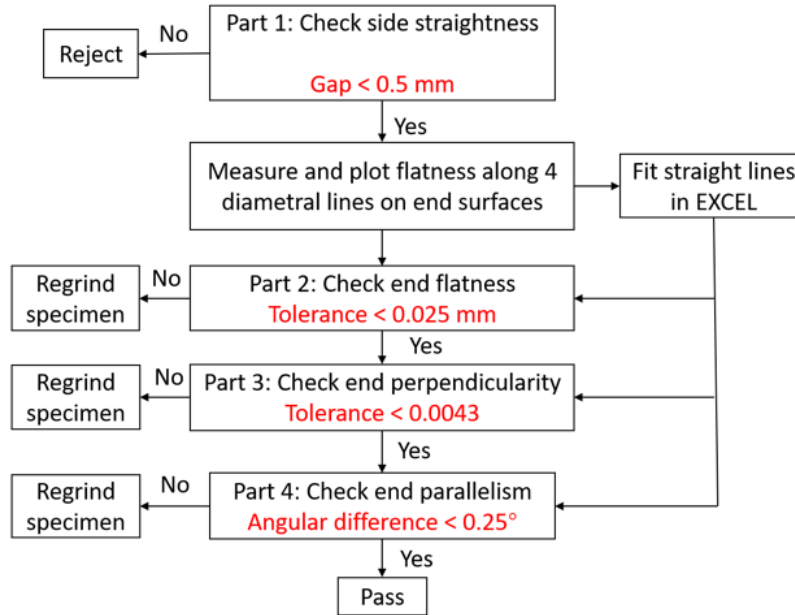 Part 1: Check side straightness
No
Reject
Gap < 0.5 mm
Yes
Measure and plot flatness along 4
diametral lines on end surfaces
Fit straight lines
in EXCEL
Regrind
specimen
No
Part 2: Check end flatness
Tolerance < 0.025 mm
Yes
Regrind
specimen
No
Part 3: Check end perpendicularity
Tolerance < 0.0043
Yes
Regrind
specimen
No
Part 4: Check end parallelism
Angular difference < 0.25°
Yes
Pass